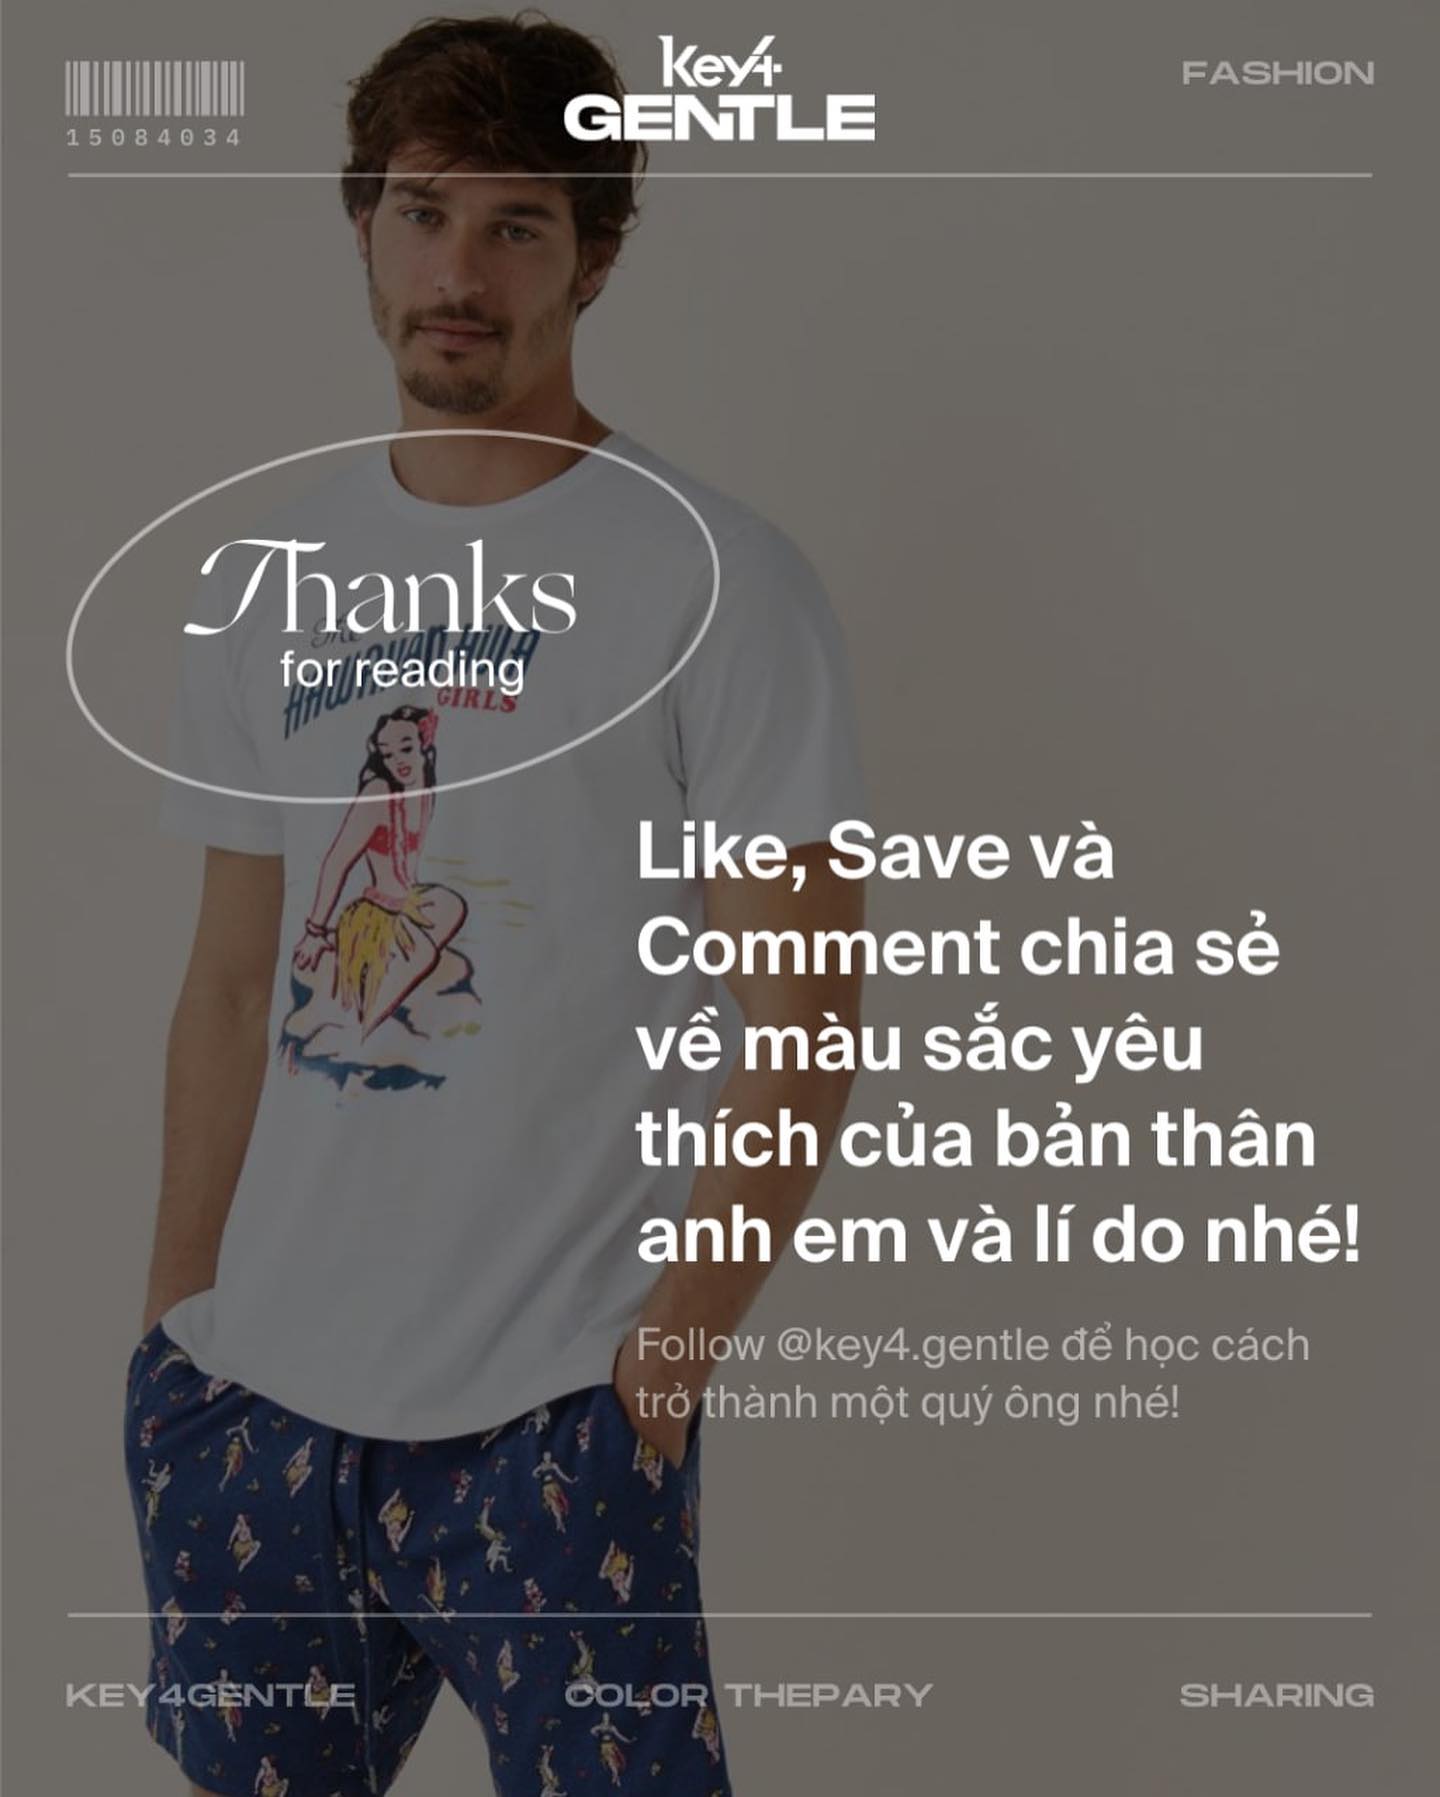 15084034
Key4
GENTLE
FASHION
Thanks
for reading
The
HAWAIIAN HULA
GIRLS
Like, Save và
Comment chia sẻ
về màu sắc yêu
thích của bản thân
anh em và lí do nhé!
Follow @key4.gentle để học cách
trở thành một quý ông nhé!
KEY4GENTLE
COLOR THEPARY
SHARING